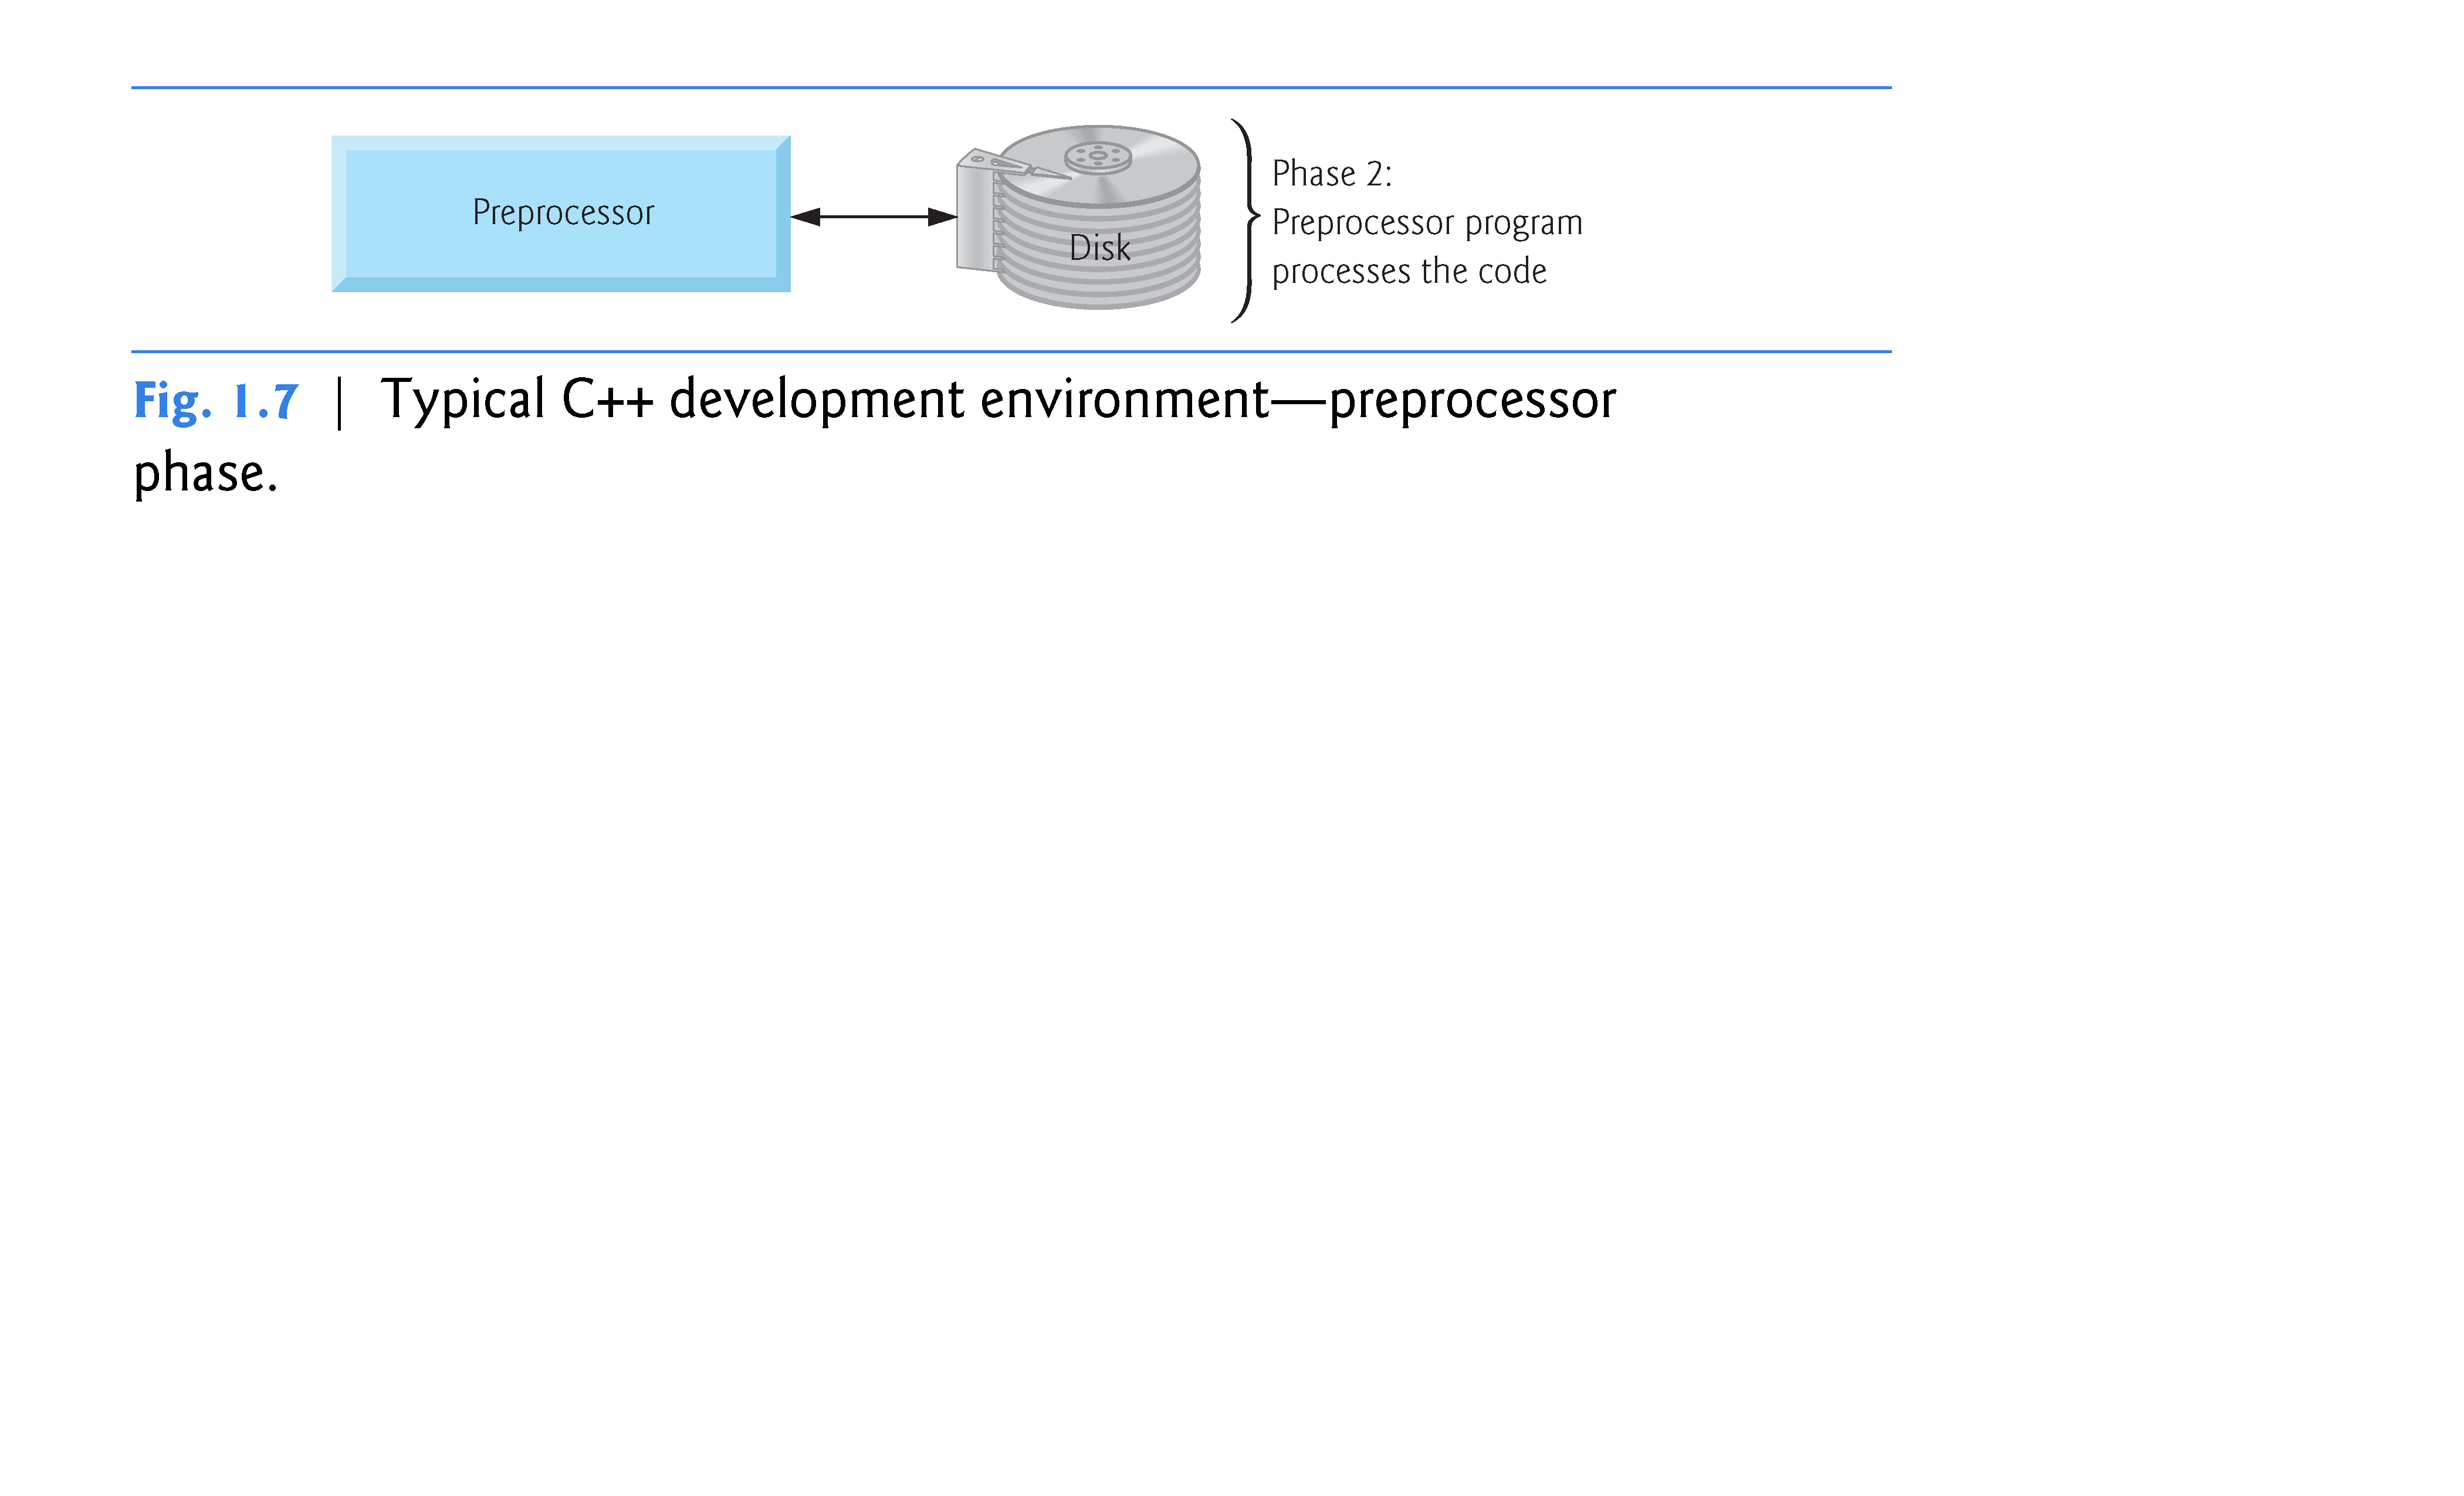 Preprocessor
Disk
Phase 2:
Preprocessor program
processes the code
Fig. 1.7 | Typical C++ development environment—preprocessor
phase.